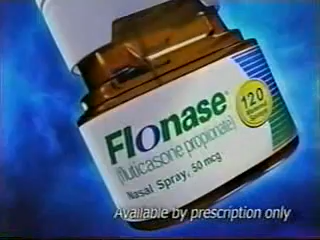 Flonase®
120
(fluticasone propionate)
Nasal Spray, 50 mcg
Available by prescription only